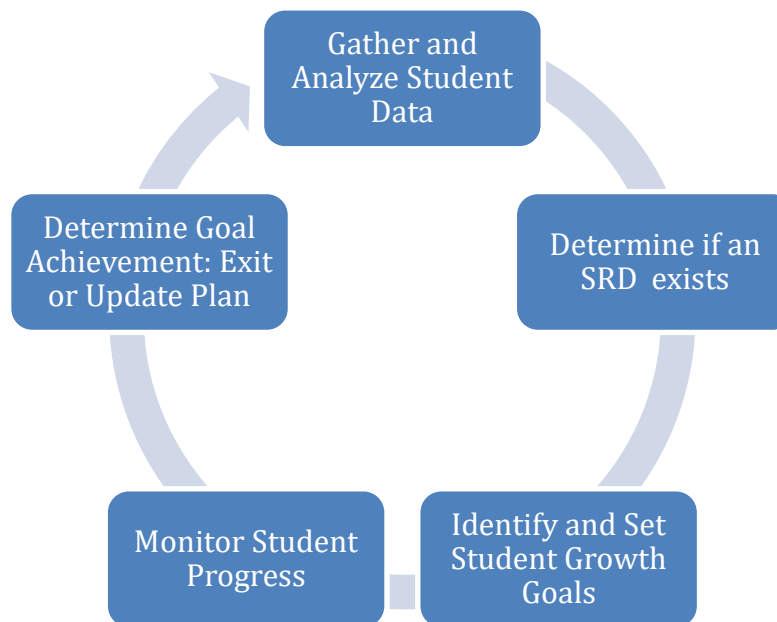 Gather and
Analyze Student
Data
Determine if an
SRD exists
Identify and Set
Student Growth
Goals
Monitor Student
Progress
Determine Goal
Achievement: Exit
or Update Plan